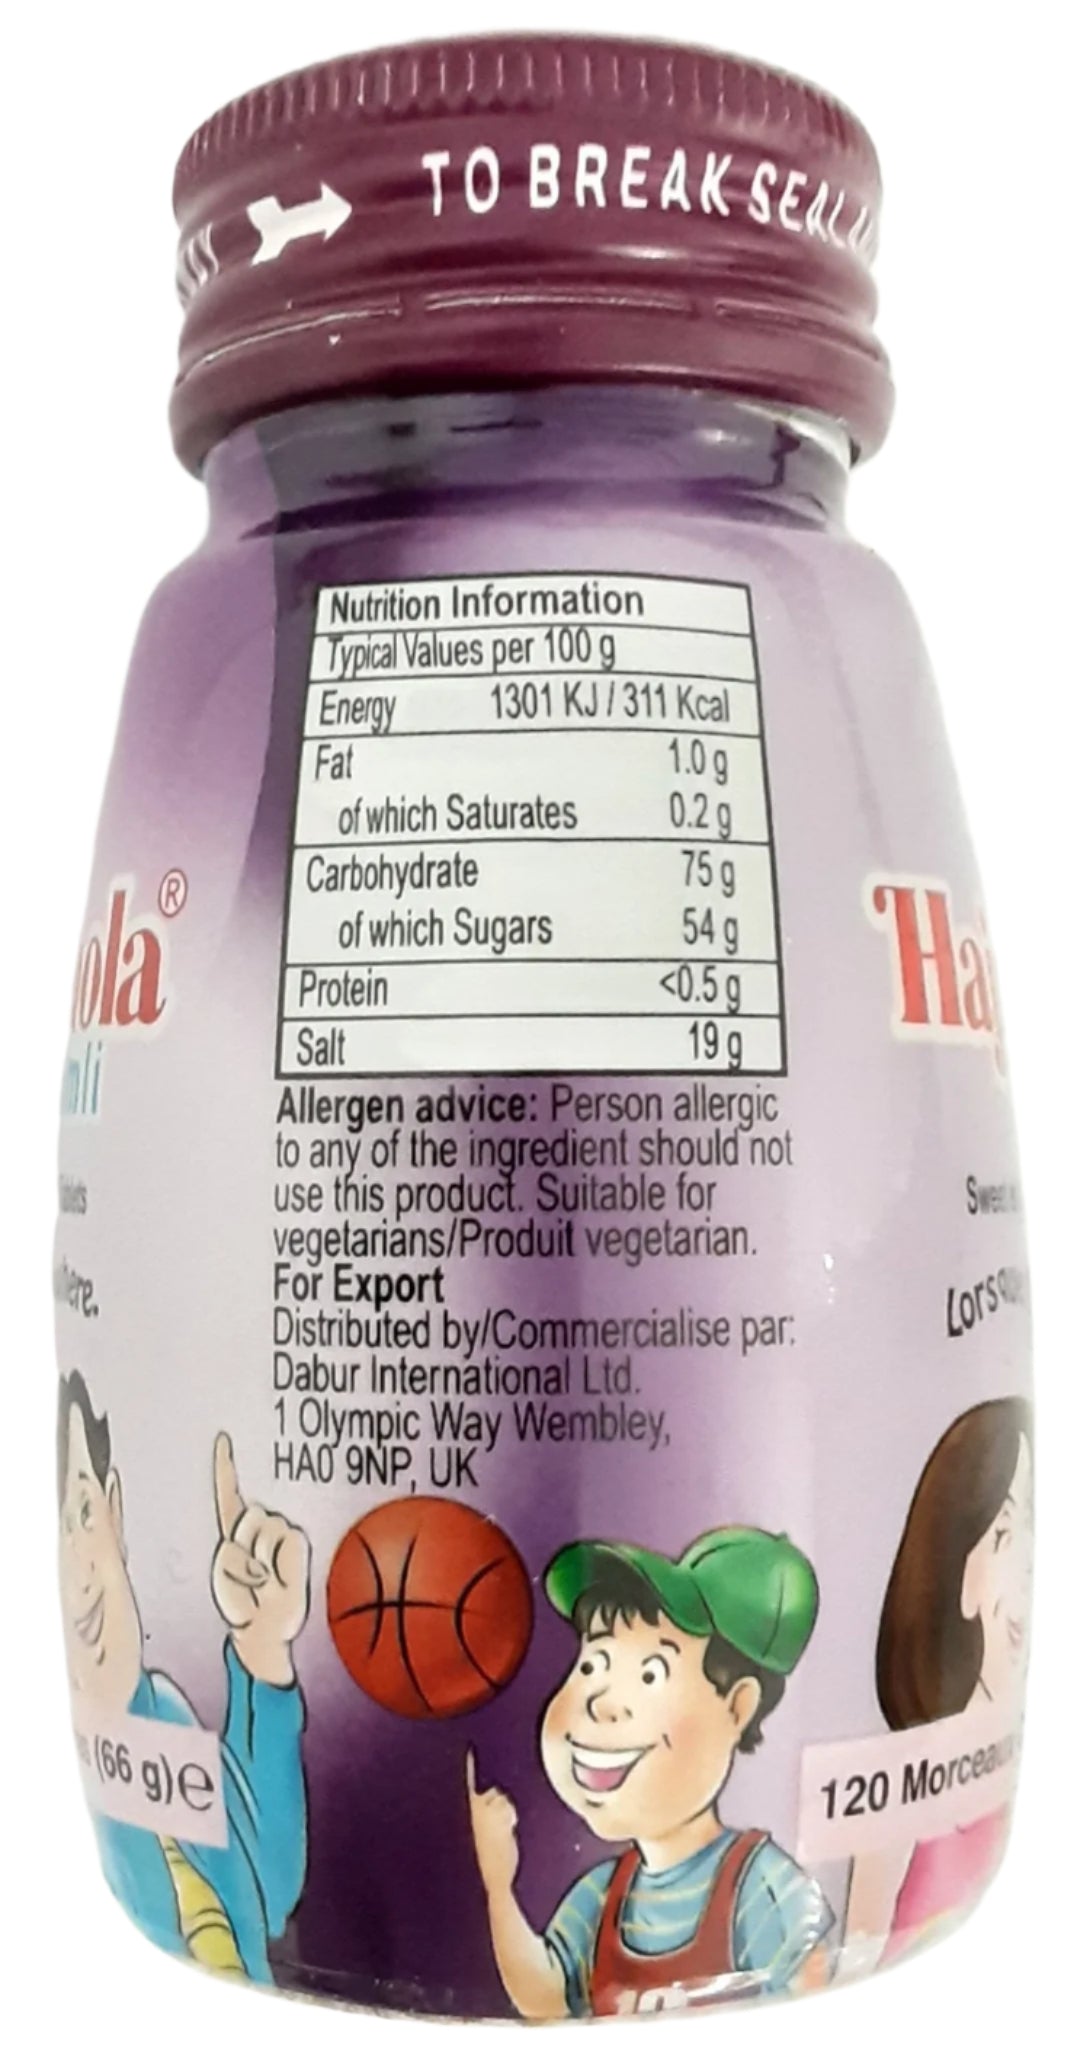 TO BREAK SEAL
Nutrition Information
Typical Values per 100 g
Energy 1301 KJ / 311 Kcal
Fat 1.0 g
of which Saturates 0.2 g
Carbohydrate 75 g
of which Sugars 54 g
Protein <0.5 g
Salt 19 g
Allergen advice: Person allergic
to any of the ingredient should not
use this product. Suitable for
vegetarians/Produit vegetarian.
For Export
Distributed by/Commercialise par:
Dabur International Ltd.
1 Olympic Way Wembley,
HA0 9NP, UK
(66 g)e
120